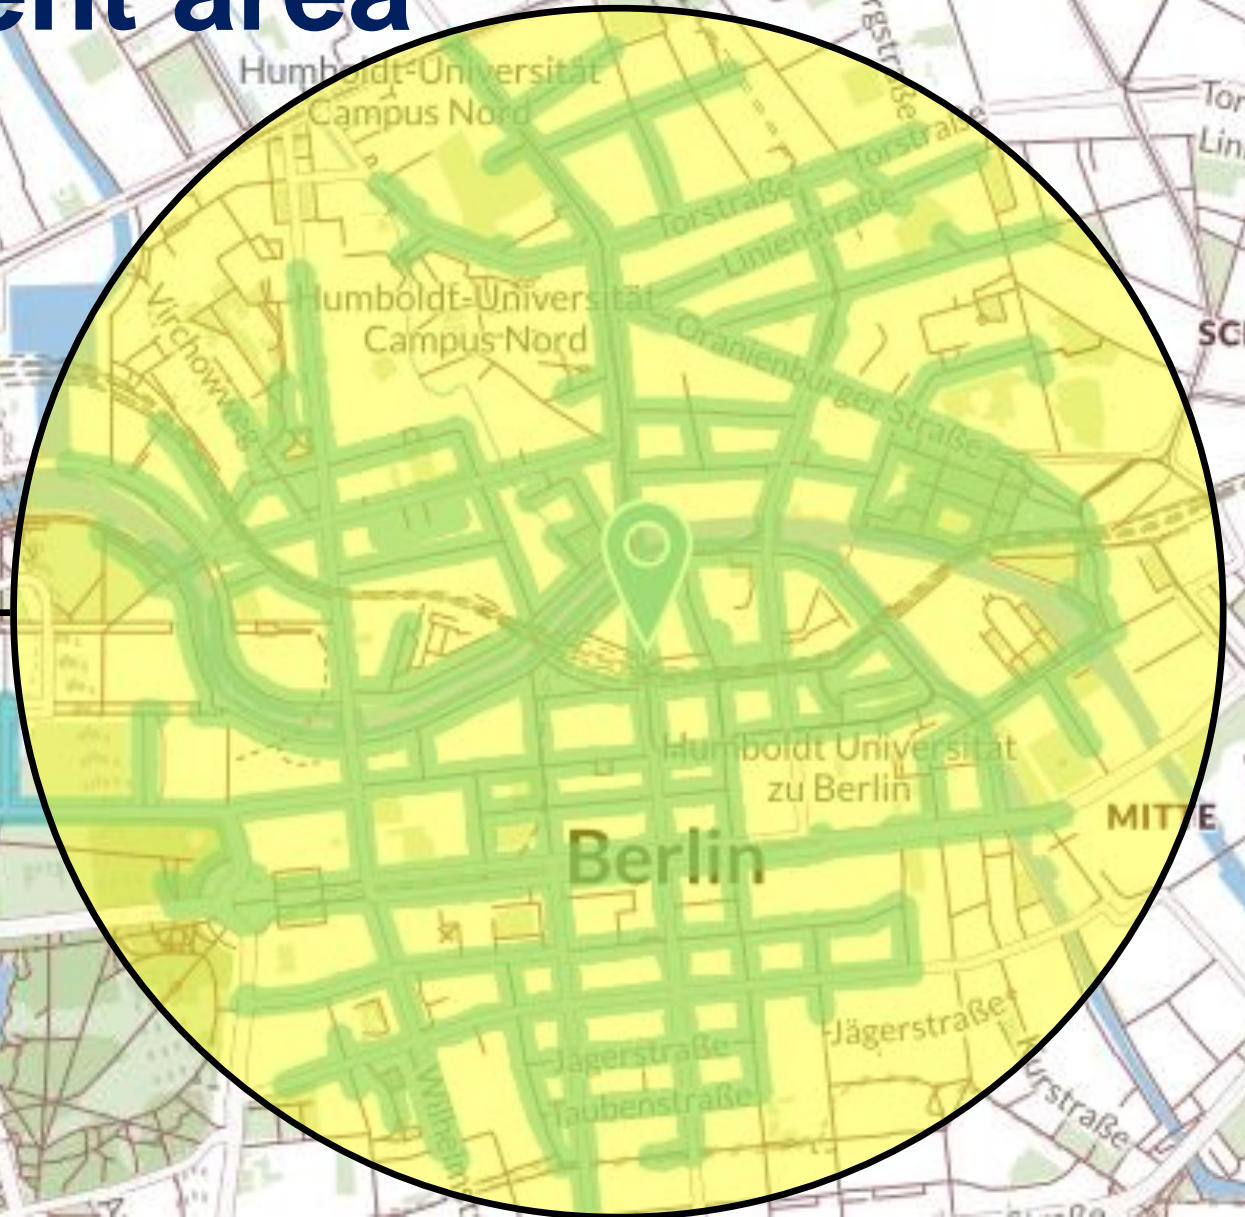 ent area
Humboldt-Universität
Campus Nord
Torstraße
Torstraße
Linienstraße
Humboldt-Universität
Campus Nord
Virchowweg
Oranienburger Straße
Humboldt Universität
zu Berlin
MITTE
Berlin
Jägerstraße
Jägerstraße
Taubenstraße